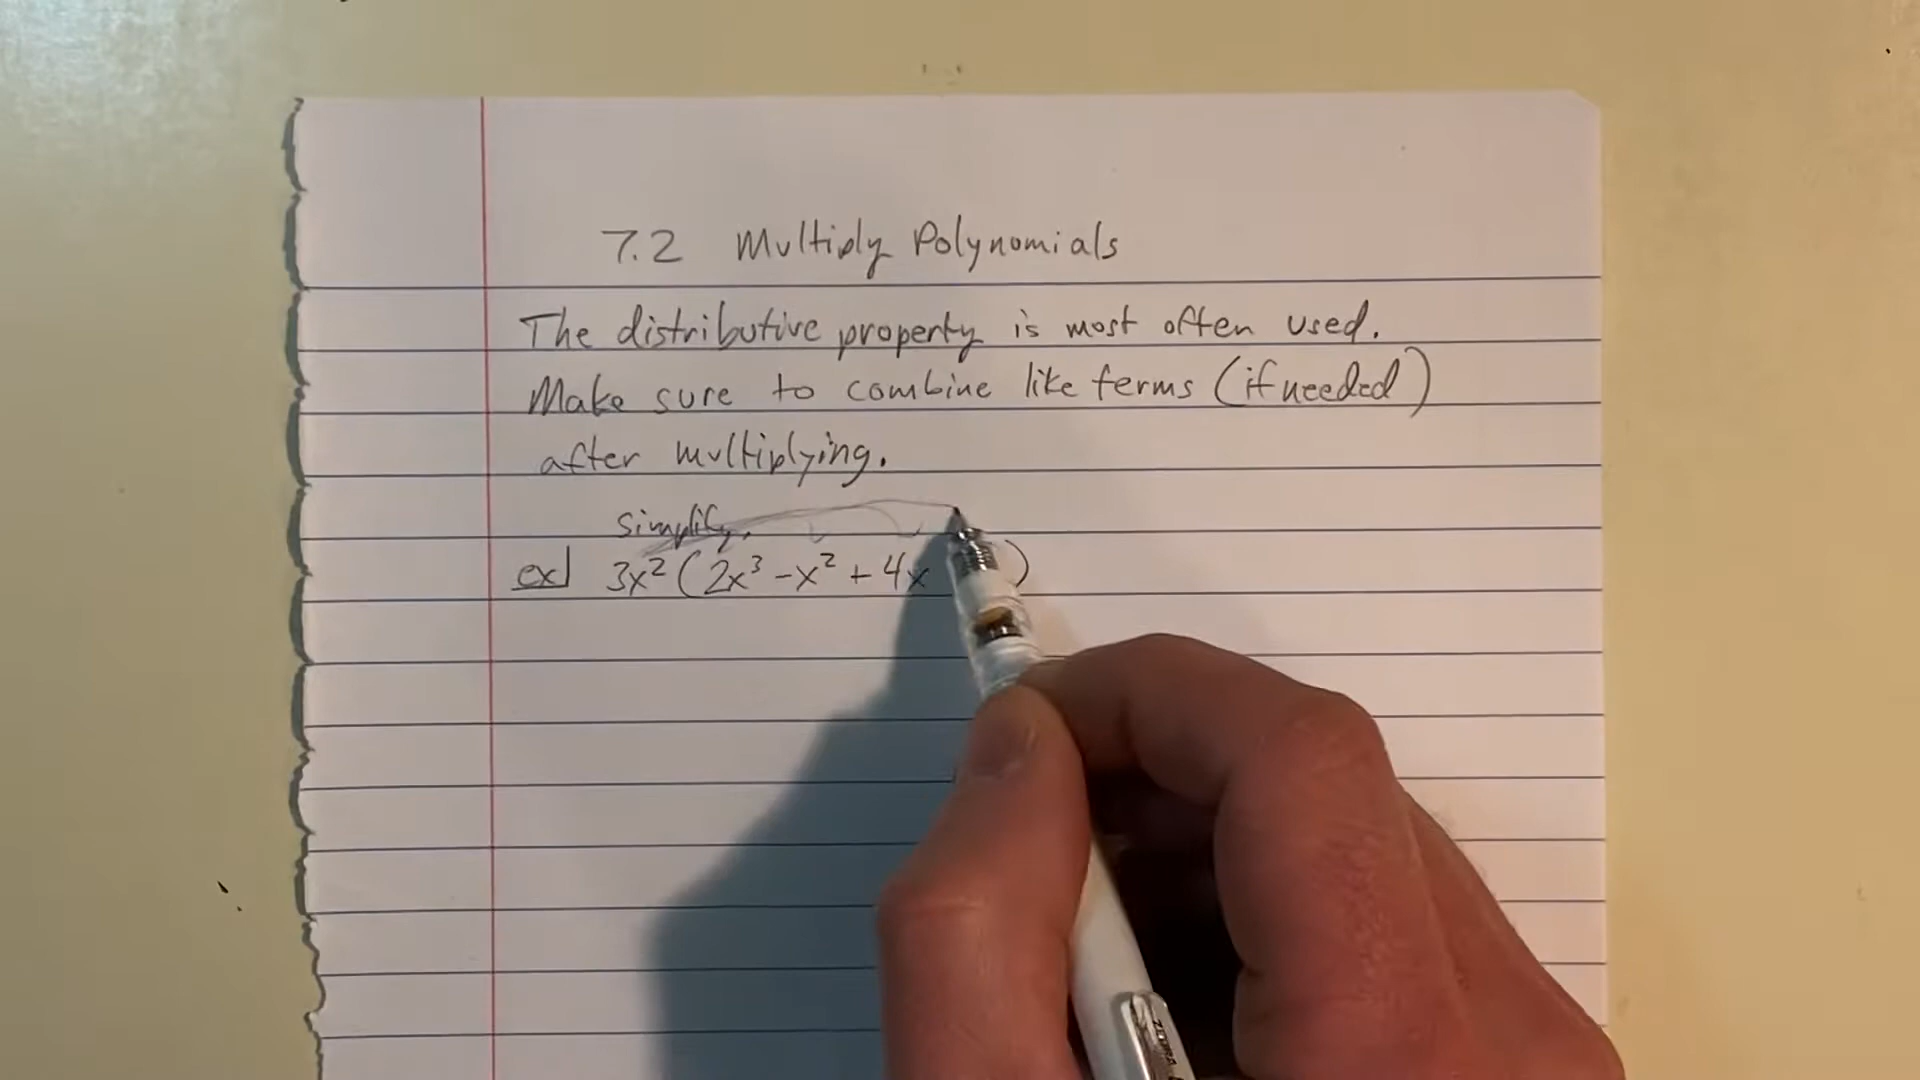 7.2 Multiply Polynomials
The distributive property is most often used.
Make sure to combine like terms (if needed)
after multiplying.
Simplify.
ex) 3x² (2x³ - x² + 4x )
ZEBRA